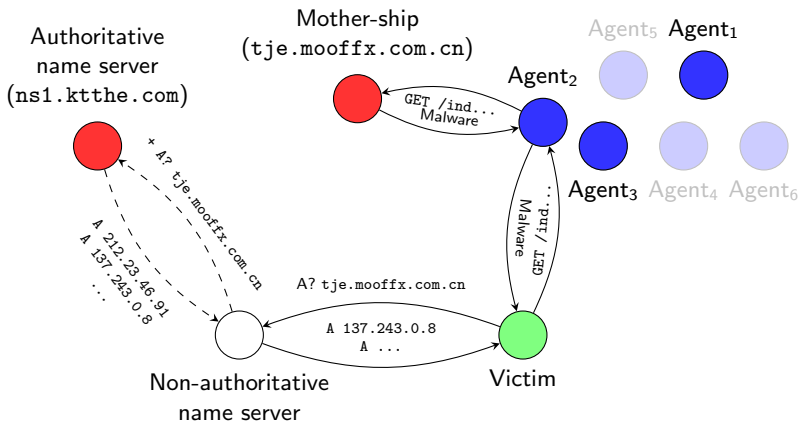 Mother-ship
(tje.mooffx.com.cn)
Authoritative
name server
(ns1.ktthe.com)
Agent5
Agent1
Agent2
GET /ind...
Malware
Agent3
Agent4
Agent6
+ A? tje.mooffx.com.cn
A 212.23.46.91
A 137.243.0.8
...
Malware
GET /ind...
A? tje.mooffx.com.cn
A 137.243.0.8
A ...
Non-authoritative
name server
Victim